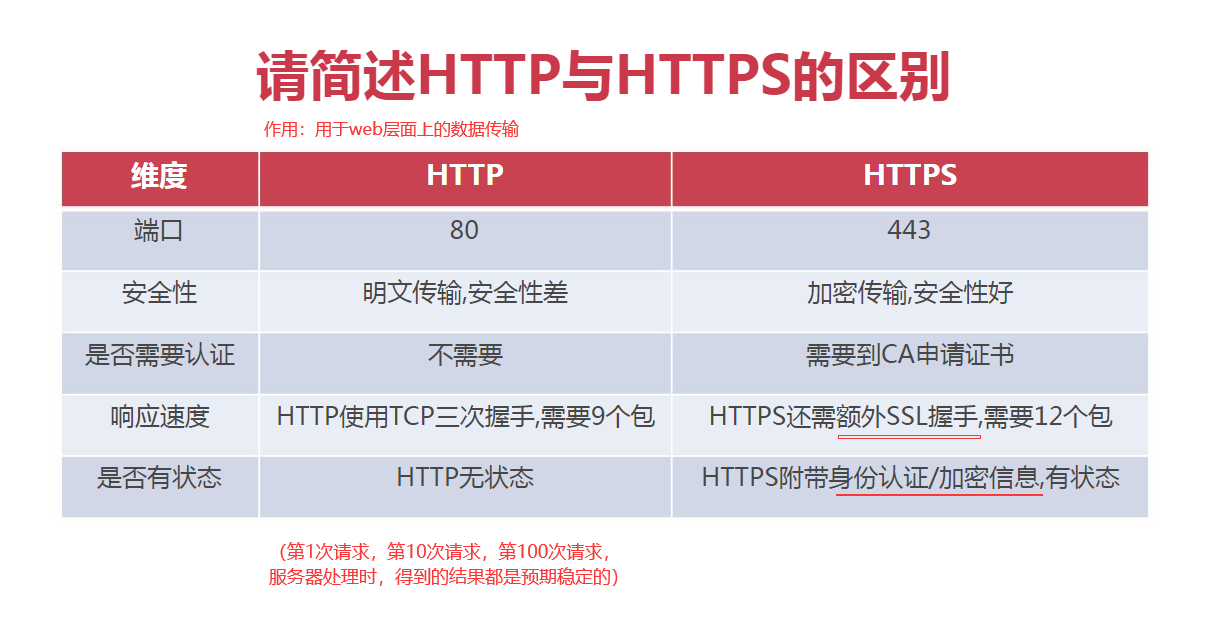 请简述HTTP与HTTPS的区别
作用：用于web层面上的数据传输
维度 HTTP HTTPS
端口 80 443
安全性 明文传输,安全性差 加密传输,安全性好
是否需要认证 不需要 需要到CA申请证书
响应速度 HTTP使用TCP三次握手,需要9个包 HTTPS还需额外SSL握手,需要12个包
是否有状态 HTTP无状态 HTTPS附带身份认证/加密信息,有状态
（第1次请求，第10次请求，第100次请求，
服务器处理时，得到的结果都是预期稳定的）